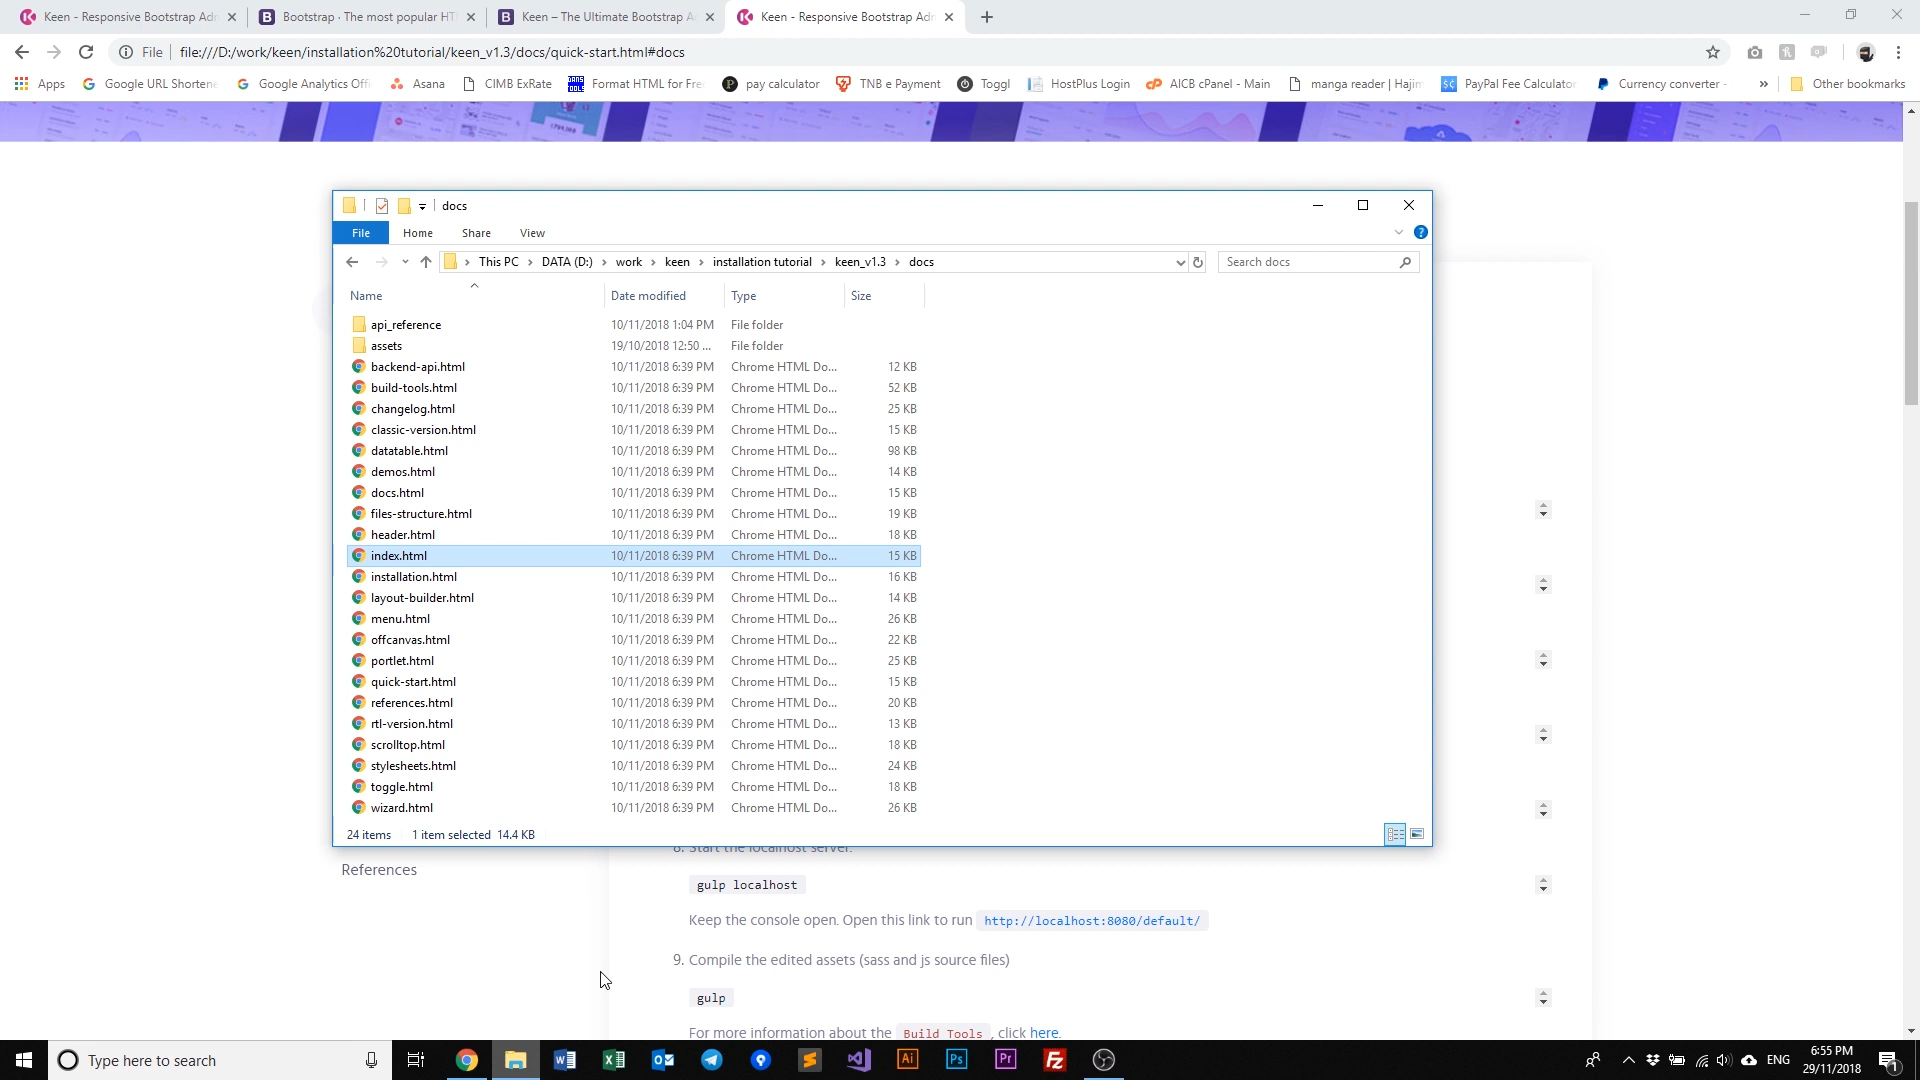 Keen - Responsive Bootstrap Adr
Bootstrap · The most popular HT
Keen – The Ultimate Bootstrap A
Keen - Responsive Bootstrap Adr
File file:///D:/work/keen/installation%20tutorial/keen_v1.3/docs/quick-start.html#docs
Apps Google URL Shortene Google Analytics Offi Asana CIMB ExRate Format HTML for Fre pay calculator TNB e Payment Toggl HostPlus Login AICB cPanel - Main manga reader | Hajim PayPal Fee Calculator Currency converter - » Other bookmarks
docs
File Home Share View
This PC › DATA (D:) › work › keen › installation tutorial › keen_v1.3 › docs
Search docs
Name Date modified Type Size
api_reference 10/11/2018 1:04 PM File folder
assets 19/10/2018 12:50 ... File folder
backend-api.html 10/11/2018 6:39 PM Chrome HTML Do... 12 KB
build-tools.html 10/11/2018 6:39 PM Chrome HTML Do... 52 KB
changelog.html 10/11/2018 6:39 PM Chrome HTML Do... 25 KB
classic-version.html 10/11/2018 6:39 PM Chrome HTML Do... 15 KB
datatable.html 10/11/2018 6:39 PM Chrome HTML Do... 98 KB
demos.html 10/11/2018 6:39 PM Chrome HTML Do... 14 KB
docs.html 10/11/2018 6:39 PM Chrome HTML Do... 15 KB
files-structure.html 10/11/2018 6:39 PM Chrome HTML Do... 19 KB
header.html 10/11/2018 6:39 PM Chrome HTML Do... 18 KB
index.html 10/11/2018 6:39 PM Chrome HTML Do... 15 KB
installation.html 10/11/2018 6:39 PM Chrome HTML Do... 16 KB
layout-builder.html 10/11/2018 6:39 PM Chrome HTML Do... 14 KB
menu.html 10/11/2018 6:39 PM Chrome HTML Do... 26 KB
offcanvas.html 10/11/2018 6:39 PM Chrome HTML Do... 22 KB
portlet.html 10/11/2018 6:39 PM Chrome HTML Do... 25 KB
quick-start.html 10/11/2018 6:39 PM Chrome HTML Do... 15 KB
references.html 10/11/2018 6:39 PM Chrome HTML Do... 20 KB
rtl-version.html 10/11/2018 6:39 PM Chrome HTML Do... 13 KB
scrolltop.html 10/11/2018 6:39 PM Chrome HTML Do... 18 KB
stylesheets.html 10/11/2018 6:39 PM Chrome HTML Do... 24 KB
toggle.html 10/11/2018 6:39 PM Chrome HTML Do... 18 KB
wizard.html 10/11/2018 6:39 PM Chrome HTML Do... 26 KB
24 items 1 item selected 14.4 KB
8. Start the localhost server.
References
gulp localhost
Keep the console open. Open this link to run http://localhost:8080/default/
9. Compile the edited assets (sass and js source files)
gulp
For more information about the Build Tools, click here.
Type here to search
ENG
6:55 PM
29/11/2018
1